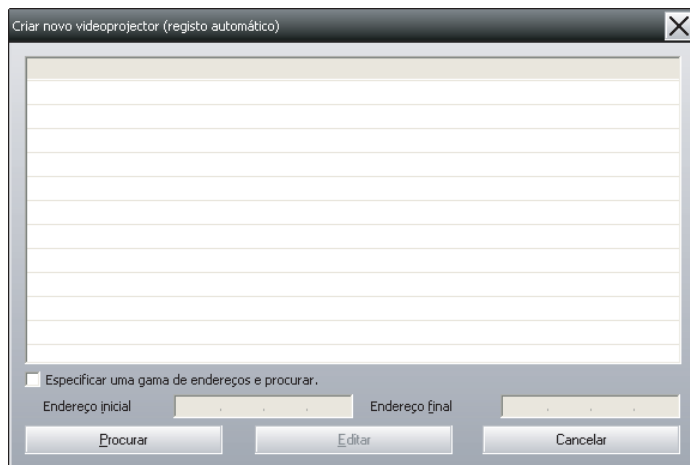 Criar novo videoprojector (registo automático)
Especificar uma gama de endereços e procurar.
Endereço inicial . . . Endereço final . . .
Procurar Editar Cancelar